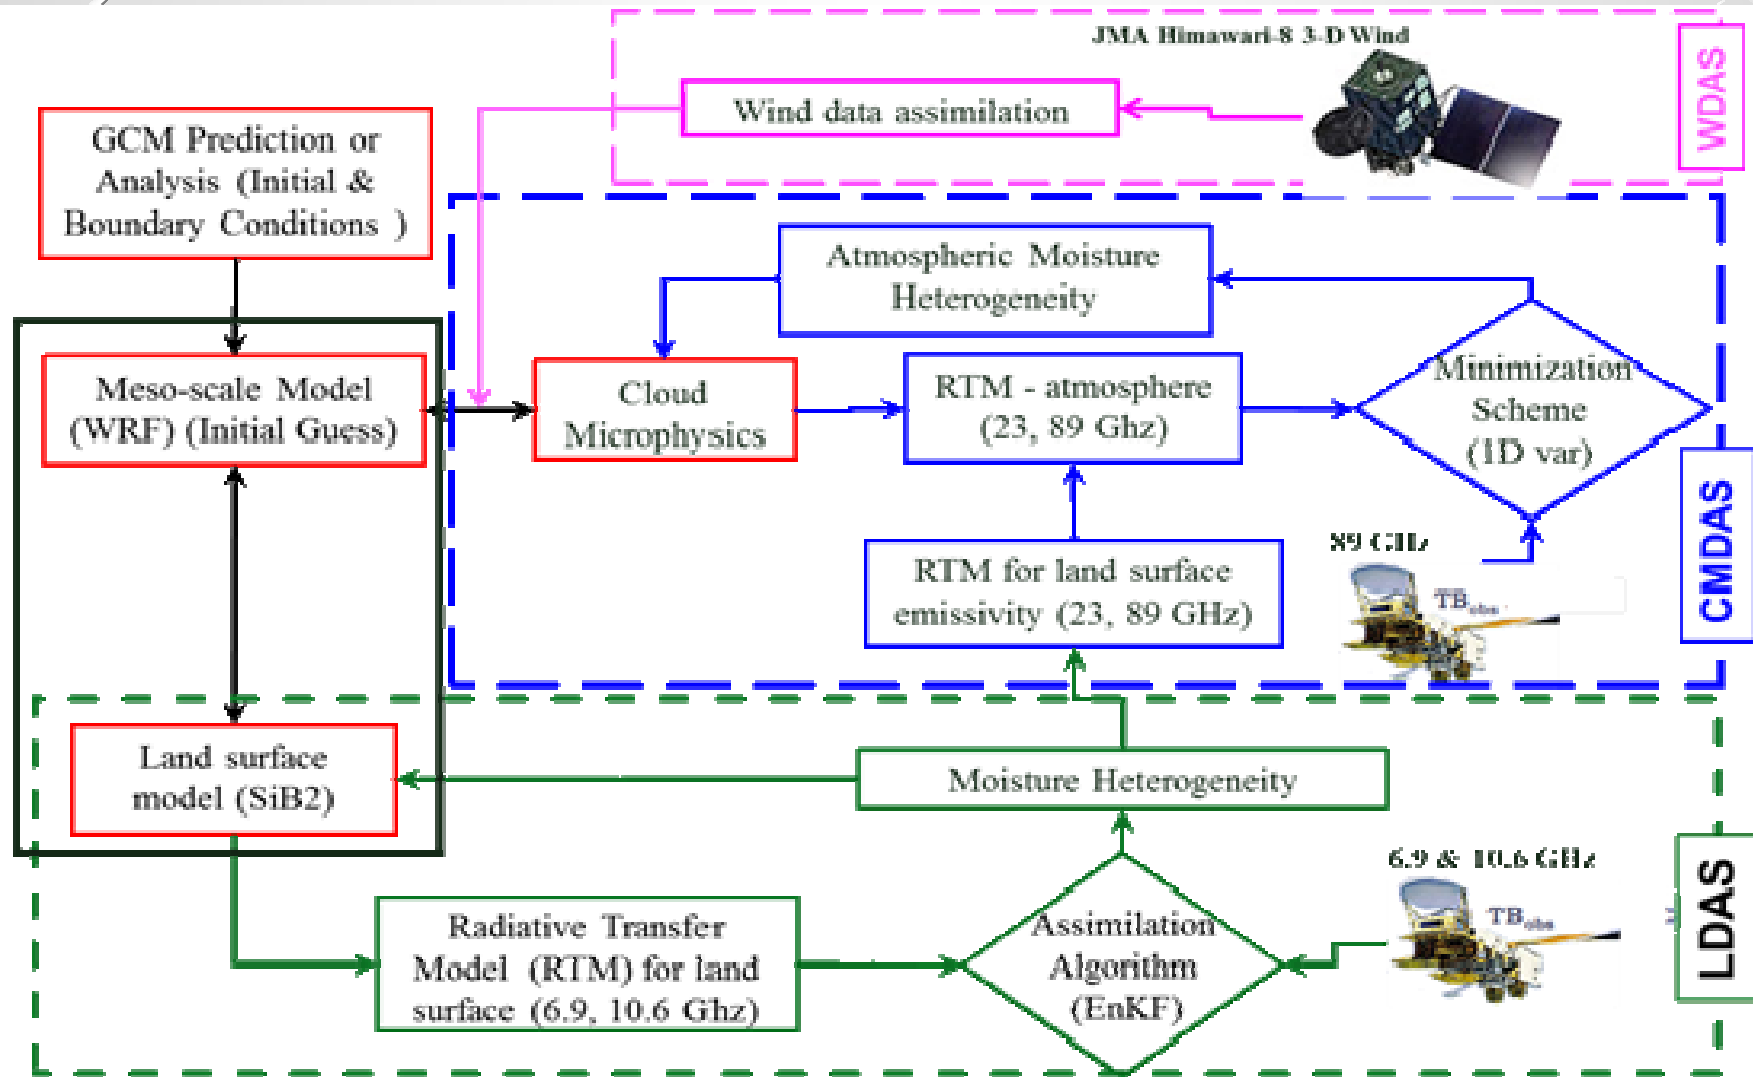 JMA Himawari-8 3-D Wind
WDAS
Wind data assimilation
GCM Prediction or
Analysis (Initial &
Boundary Conditions )
Atmospheric Moisture
Heterogeneity
Meso-scale Model
(WRF) (Initial Guess)
Cloud
Microphysics
RTM - atmosphere
(23, 89 Ghz)
Minimization
Scheme
(1D var)
CMDAS
89 GHz
TBobs
RTM for land surface
emissivity (23, 89 GHz)
Land surface
model (SiB2)
Moisture Heterogeneity
6.9 & 10.6 GHz
TBobs
LDAS
Radiative Transfer
Model (RTM) for land
surface (6.9, 10.6 Ghz)
Assimilation
Algorithm
(EnKF)